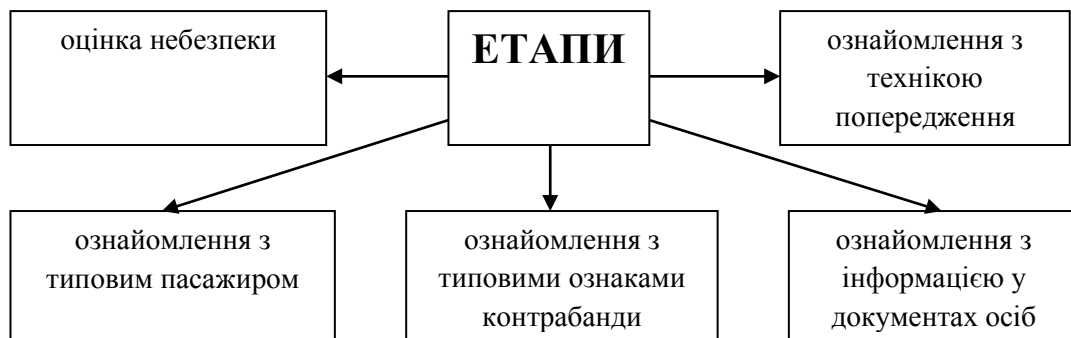 оцінка небезпеки
ЕТАПИ
ознайомлення з
технікою
попередження
ознайомлення з
типовим пасажиром
ознайомлення з
типовими ознаками
контрабанди
ознайомлення з
інформацією у
документах осіб